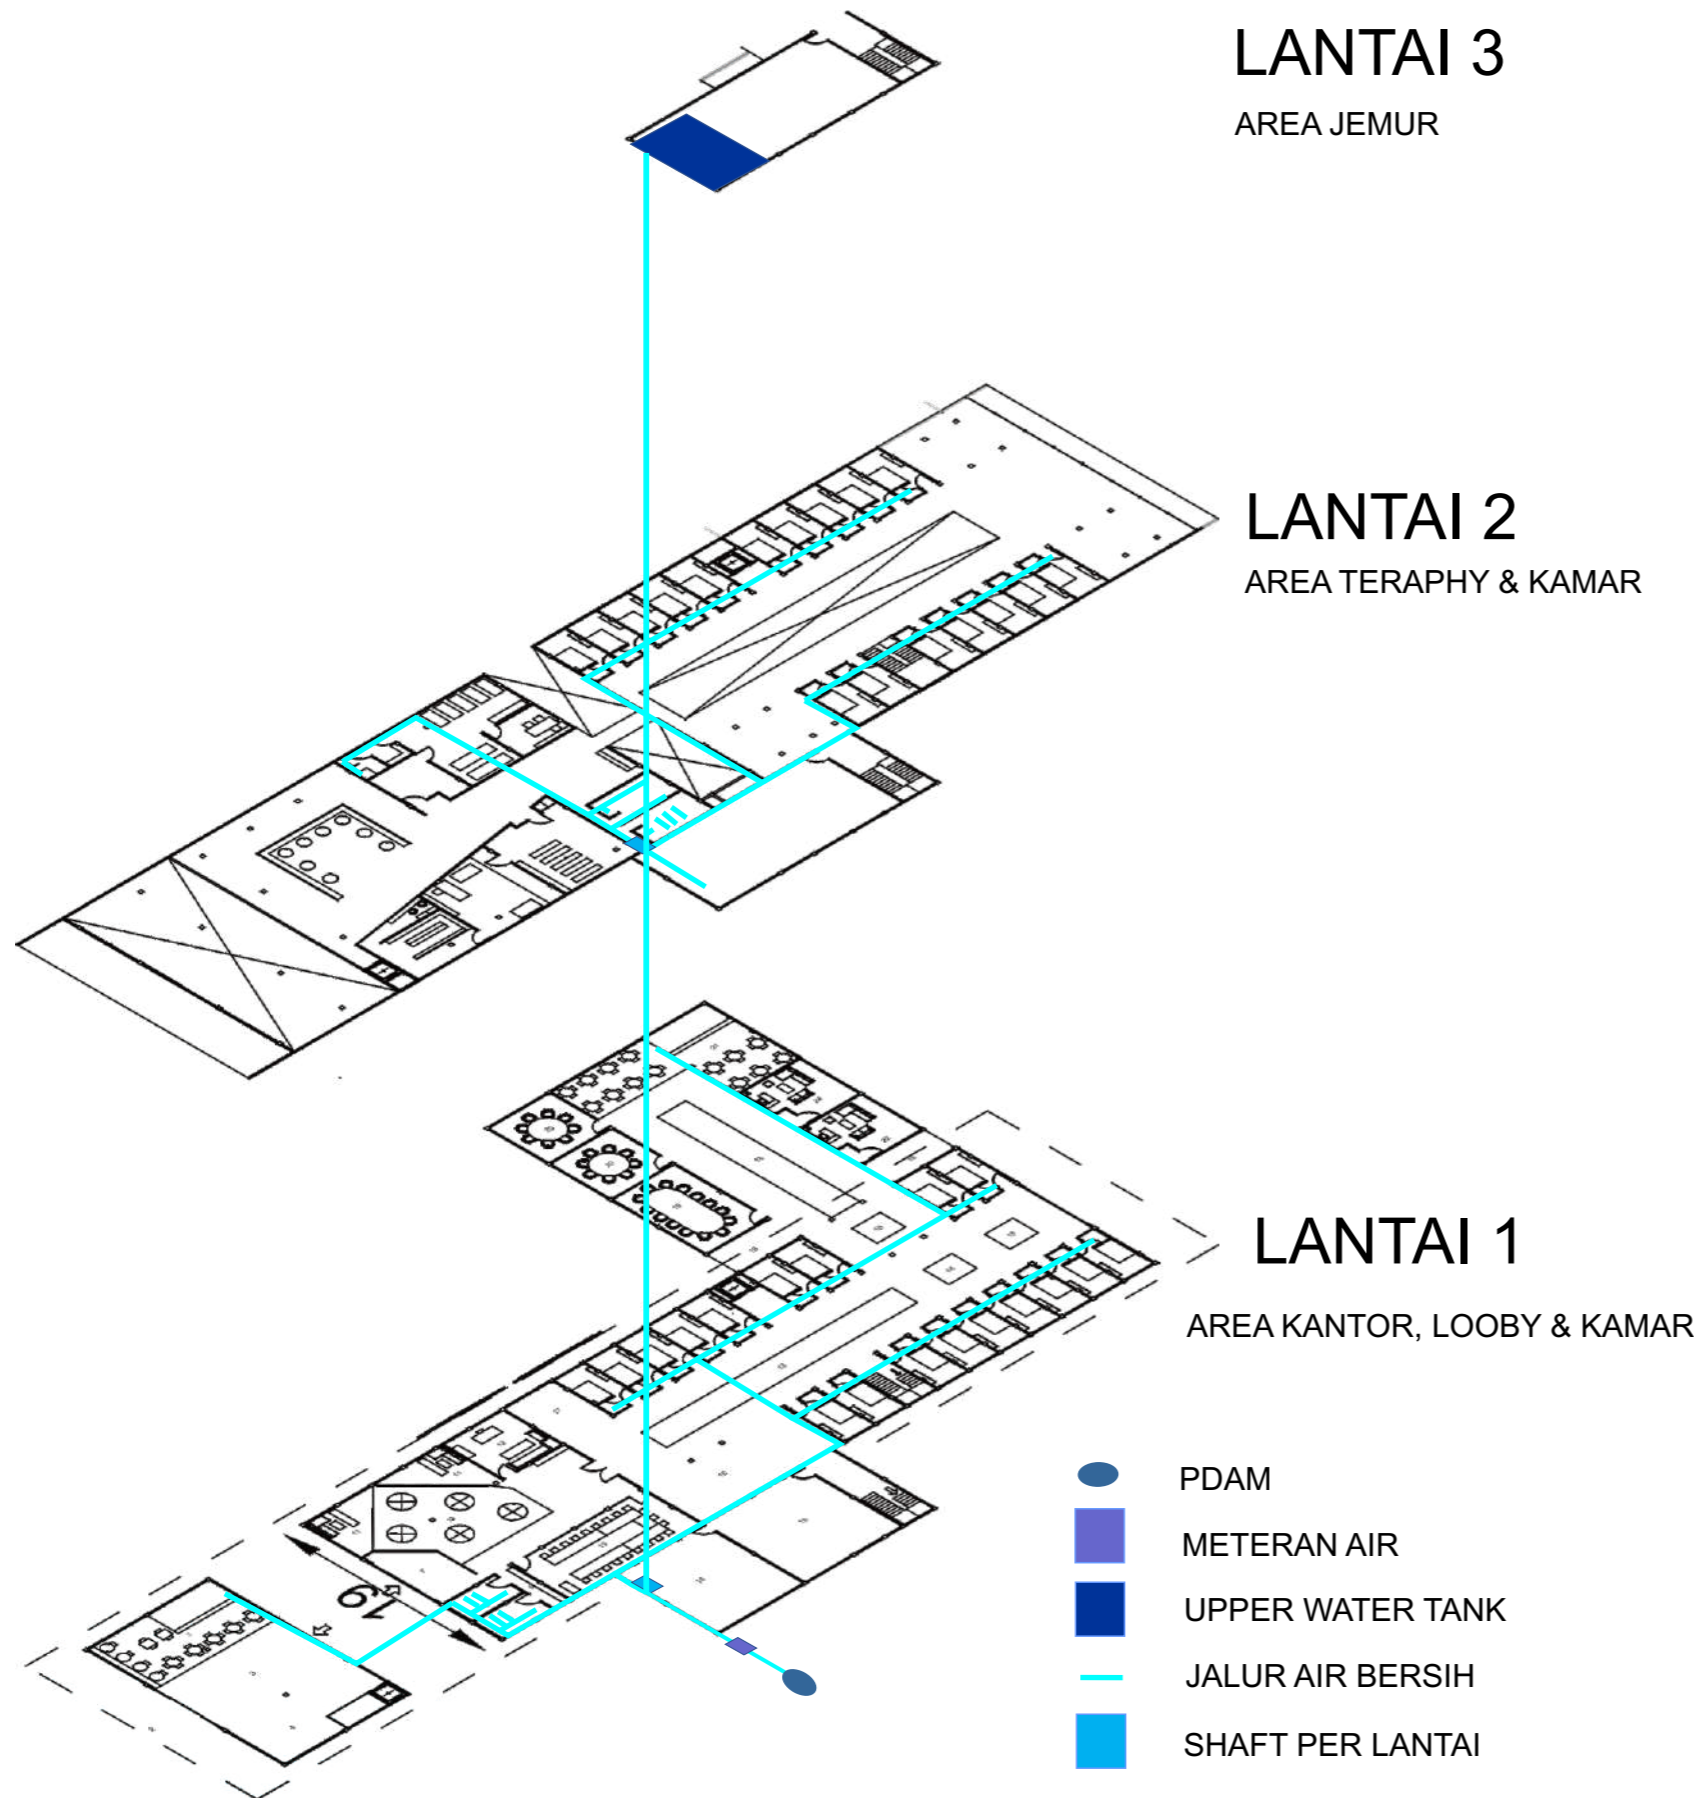 LANTAI 3
AREA JEMUR
LANTAI 2
AREA TERAPHY & KAMAR
LANTAI 1
AREA KANTOR, LOOBY & KAMAR
19
PDAM
METERAN AIR
UPPER WATER TANK
JALUR AIR BERSIH
SHAFT PER LANTAI